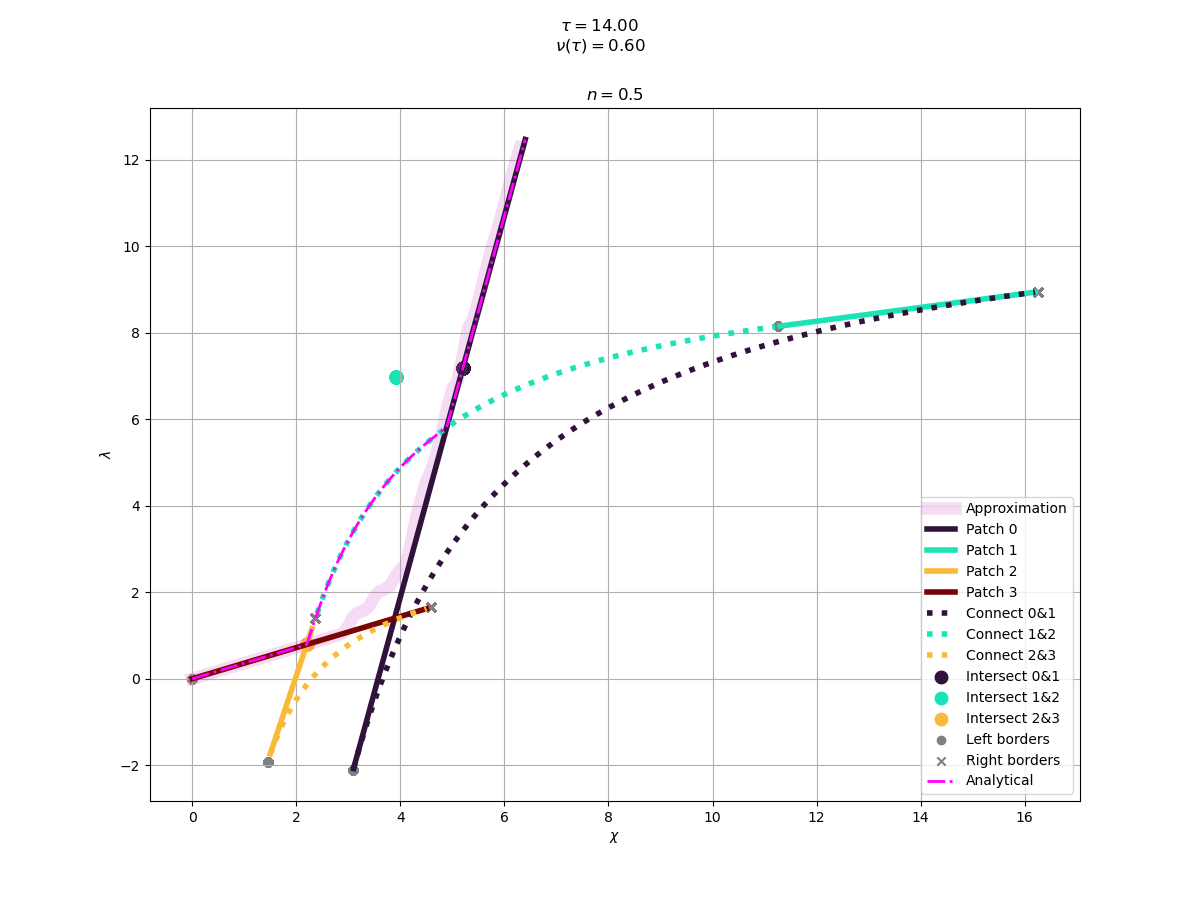 τ = 14.00
ν(τ) = 0.60
n = 0.5
12
10
8
6
4
2
0
−2
λ
0 2 4 6 8 10 12 14 16
χ
Approximation
Patch 0
Patch 1
Patch 2
Patch 3
Connect 0&1
Connect 1&2
Connect 2&3
Intersect 0&1
Intersect 1&2
Intersect 2&3
Left borders
Right borders
Analytical